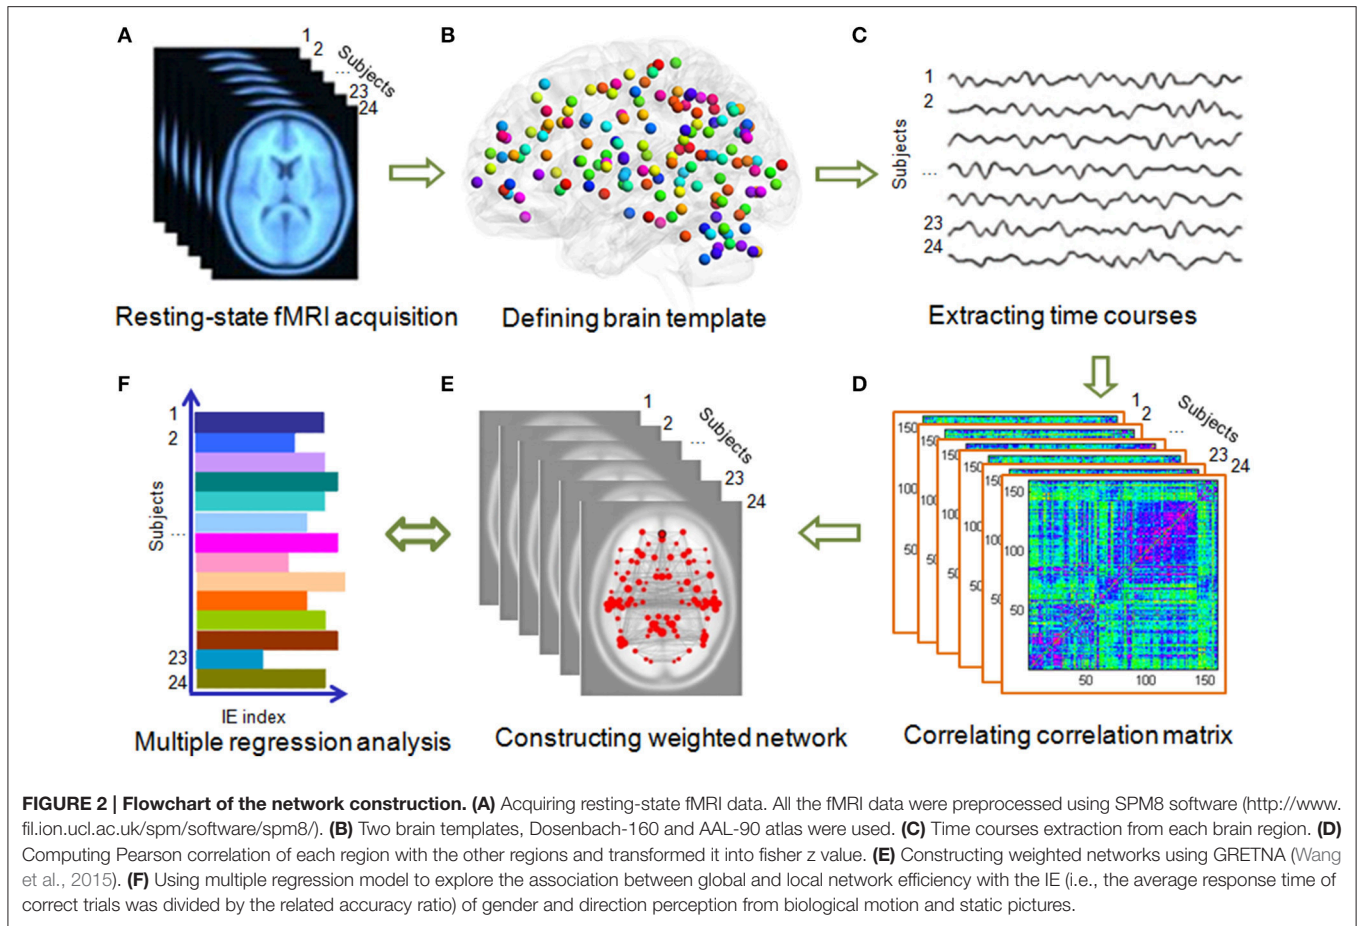 A
1
2
...
23
24
Subjects
Resting-state fMRI acquisition
B
Defining brain template
C
Subjects
1
2
...
23
24
Extracting time courses
F
Subjects
1
2
...
23
24
IE index
Multiple regression analysis
E
1
2
...
23
24
Subjects
Constructing weighted network
D
1
2
...
23
24
Subjects
150
100
50
150
150
150
150
150
100
50
50
100
150
Correlating correlation matrix
FIGURE 2 | Flowchart of the network construction. (A) Acquiring resting-state fMRI data. All the fMRI data were preprocessed using SPM8 software (http://www.
fil.ion.ucl.ac.uk/spm/software/spm8/). (B) Two brain templates, Dosenbach-160 and AAL-90 atlas were used. (C) Time courses extraction from each brain region. (D)
Computing Pearson correlation of each region with the other regions and transformed it into fisher z value. (E) Constructing weighted networks using GRETNA (Wang
et al., 2015). (F) Using multiple regression model to explore the association between global and local network efficiency with the IE (i.e., the average response time of
correct trials was divided by the related accuracy ratio) of gender and direction perception from biological motion and static pictures.